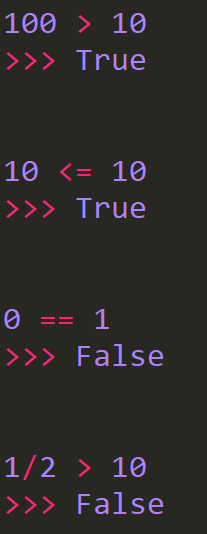 100 > 10
>>> True
10 <= 10
>>> True
0 == 1
>>> False
1/2 > 10
>>> False